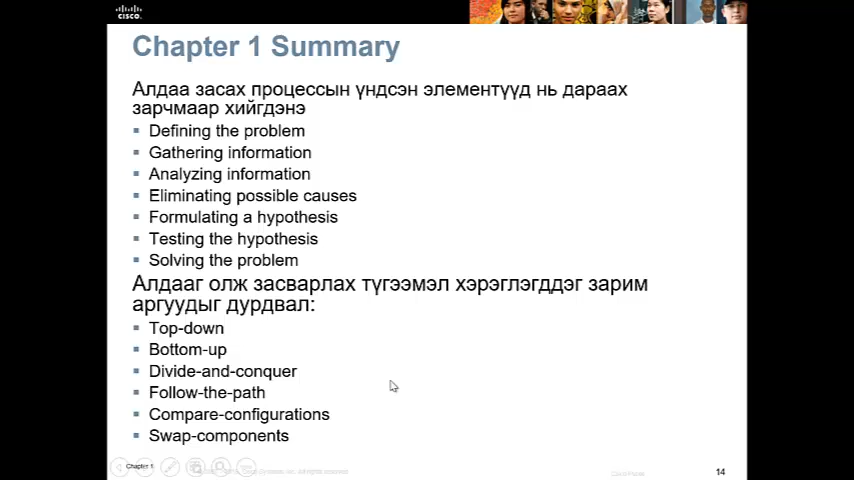 CISCO
Chapter 1 Summary
Алдаа засах процессын үндсэн элементүүд нь дараах
зарчмаар хийгдэнэ
Defining the problem
Gathering information
Analyzing information
Eliminating possible causes
Formulating a hypothesis
Testing the hypothesis
Solving the problem
Алдааг олж засварлах түгээмэл хэрэглэгддэг зарим
аргуудыг дурдвал:
Top-down
Bottom-up
Divide-and-conquer
Follow-the-path
Compare-configurations
Swap-components
Chapter 1
14